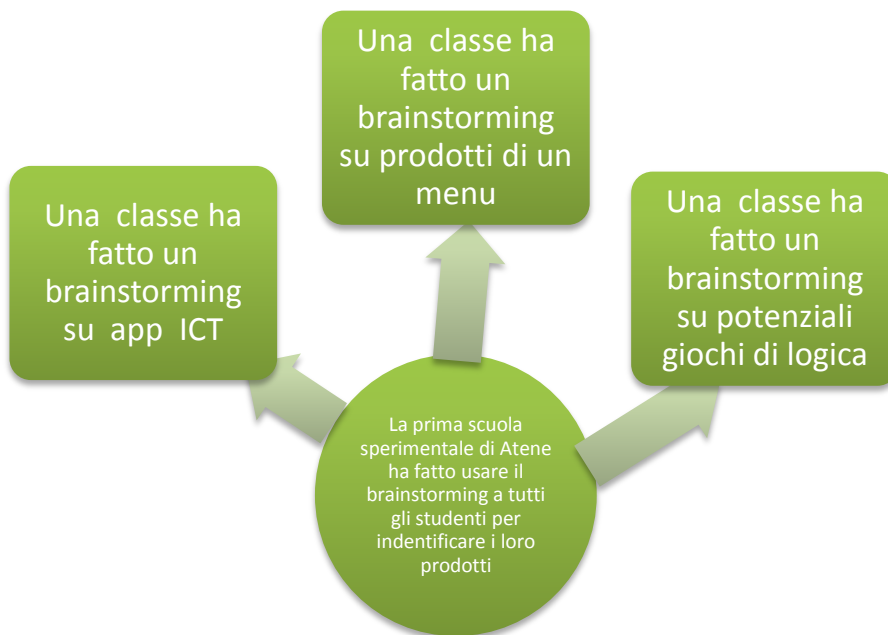 Una classe ha
fatto un
brainstorming
su prodotti di un
menu
Una classe ha
fatto un
brainstorming
su app ICT
Una classe ha
fatto un
brainstorming
su potenziali
giochi di logica
La prima scuola
sperimentale di Atene
ha fatto usare il
brainstorming a tutti
gli studenti per
indentificare i loro
prodotti